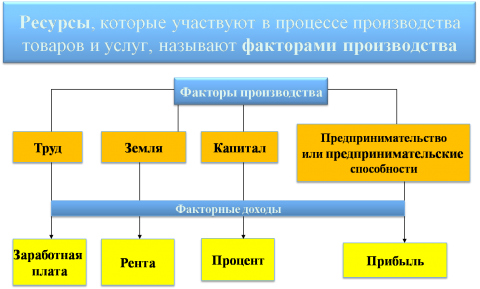 Ресурсы, которые участвуют в процессе производства
товаров и услуг, называют факторами производства
Факторы производства
Труд
Земля
Капитал
Предпринимательство
или предпринимательские
способности
Факторные доходы
Заработная
плата
Рента
Процент
Прибыль